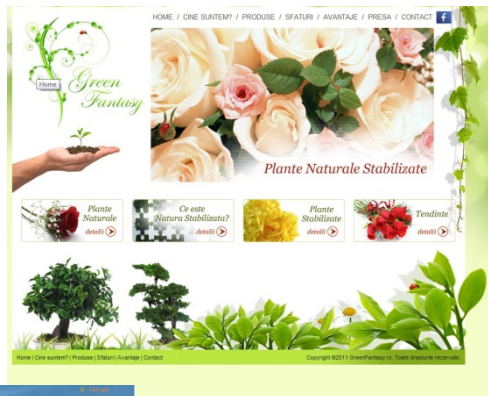 HOME / CINE SUNTEM? / PRODUSE / SFATURI / AVANTAJE / PRESA / CONTACT f
Home
Green
Fantasy
Plante Naturale Stabilizate
Plante
Naturale
detalii
Ce este
Natura Stabilizata?
detalii
Plante
Stabilizate
detalii
Tendinte
detalii
Home | Cine suntem? | Produse | Sfaturi | Avantaje | Contact
Copyright ©2011 GreenFantasy.ro. Toate drepturile rezervate.